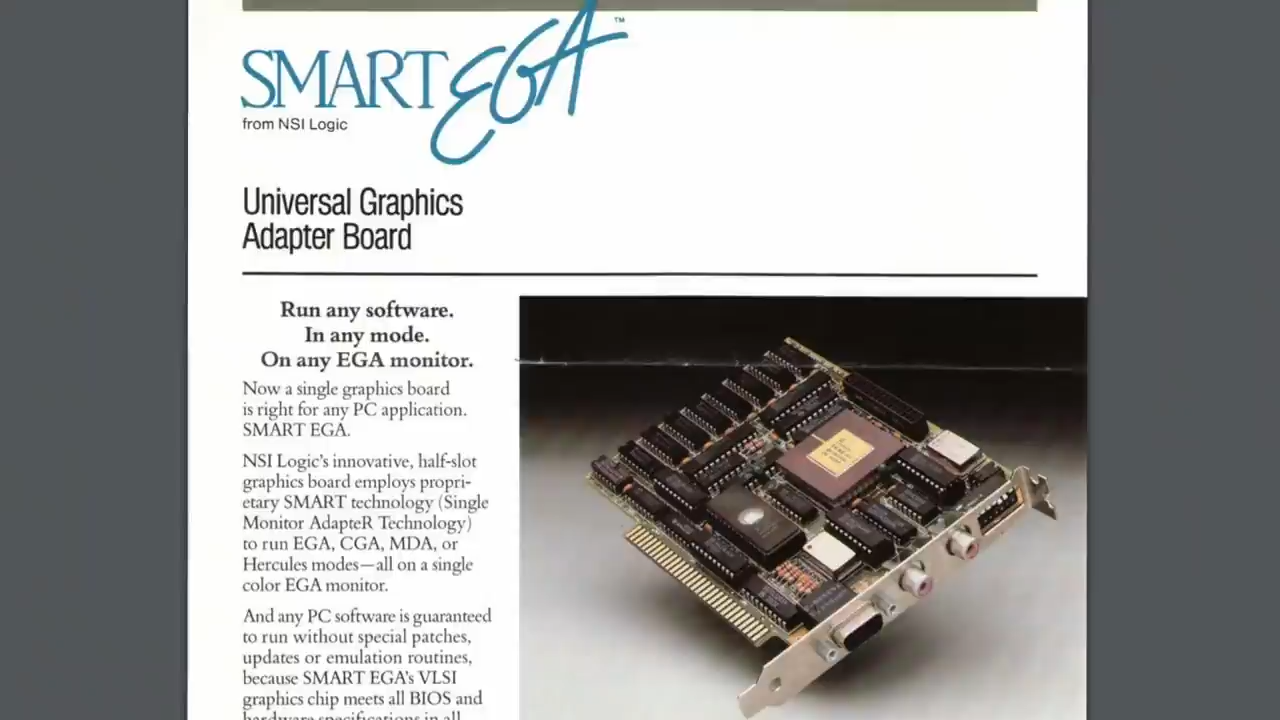 SMART EGA™
from NSI Logic
Universal Graphics
Adapter Board
Run any software.
In any mode.
On any EGA monitor.
Now a single graphics board
is right for any PC application.
SMART EGA.
NSI Logic's innovative, half-slot
graphics board employs propri-
etary SMART technology (Single
Monitor AdapteR Technology)
to run EGA, CGA, MDA, or
Hercules modes—all on a single
color EGA monitor.
And any PC software is guaranteed
to run without special patches,
updates or emulation routines,
because SMART EGA's VLSI
graphics chip meets all BIOS and
hardware specifications in all